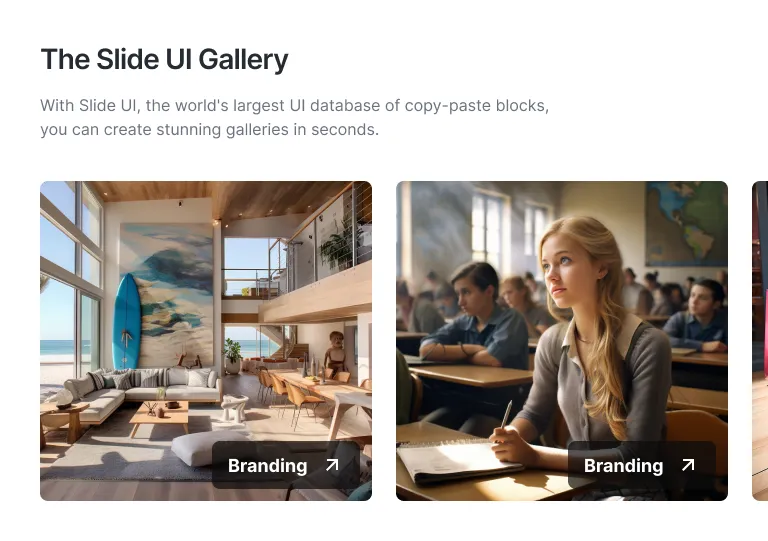 The Slide UI Gallery
With Slide UI, the world's largest UI database of copy-paste blocks,
you can create stunning galleries in seconds.
Branding
Branding